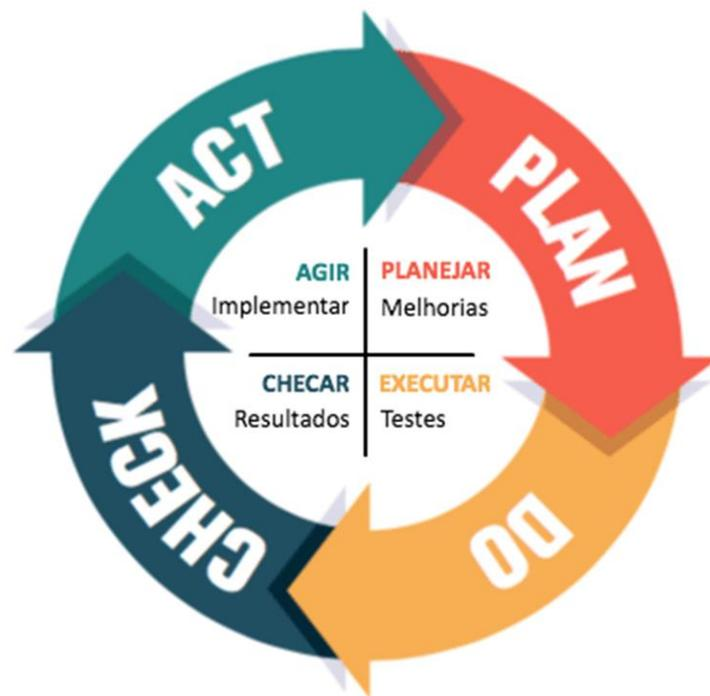 ACT
PLAN
AGIR
Implementar
PLANEJAR
Melhorias
CHECAR
Resultados
EXECUTAR
Testes
CHECK
DO